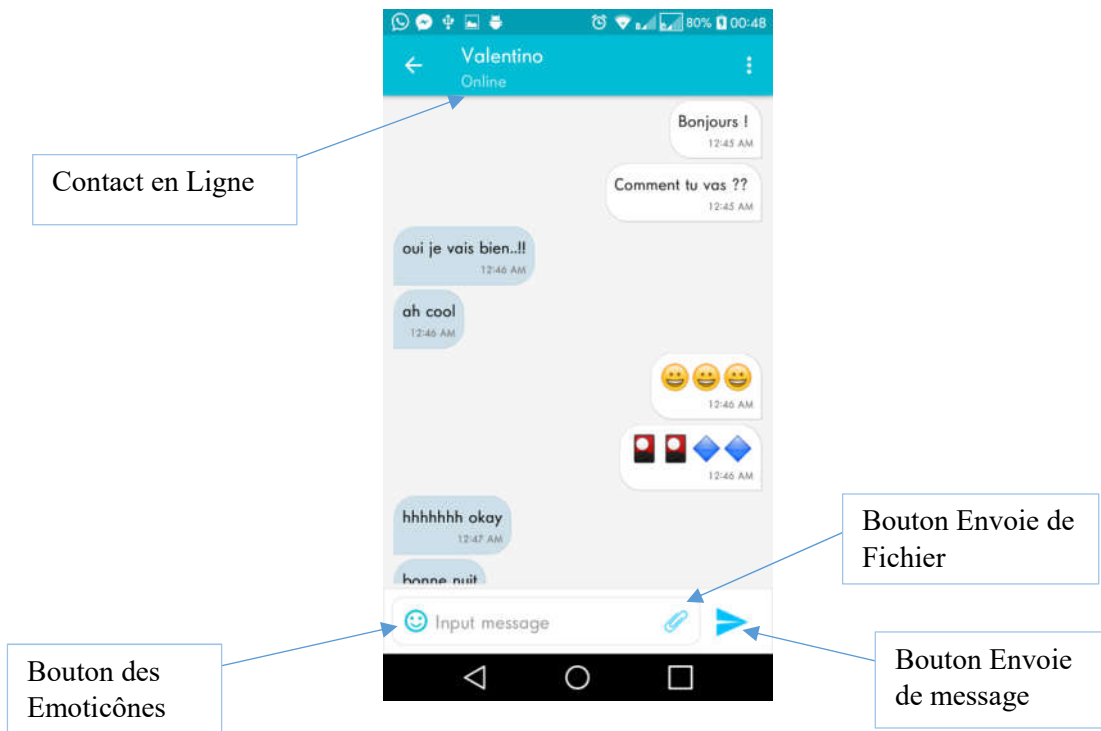 80% 00:48
Valentino
Online
Bonjours !
12:45 AM
Contact en Ligne
Comment tu vas ??
12:45 AM
oui je vais bien..!!
12:46 AM
ah cool
12:46 AM
😀😀😀
12:46 AM
🎴🎴🔷🔷
12:46 AM
hhhhhhh okay
12:47 AM
bonne nuit
Bouton Envoie de
Fichier
Input message
Bouton des
Emoticônes
Bouton Envoie
de message